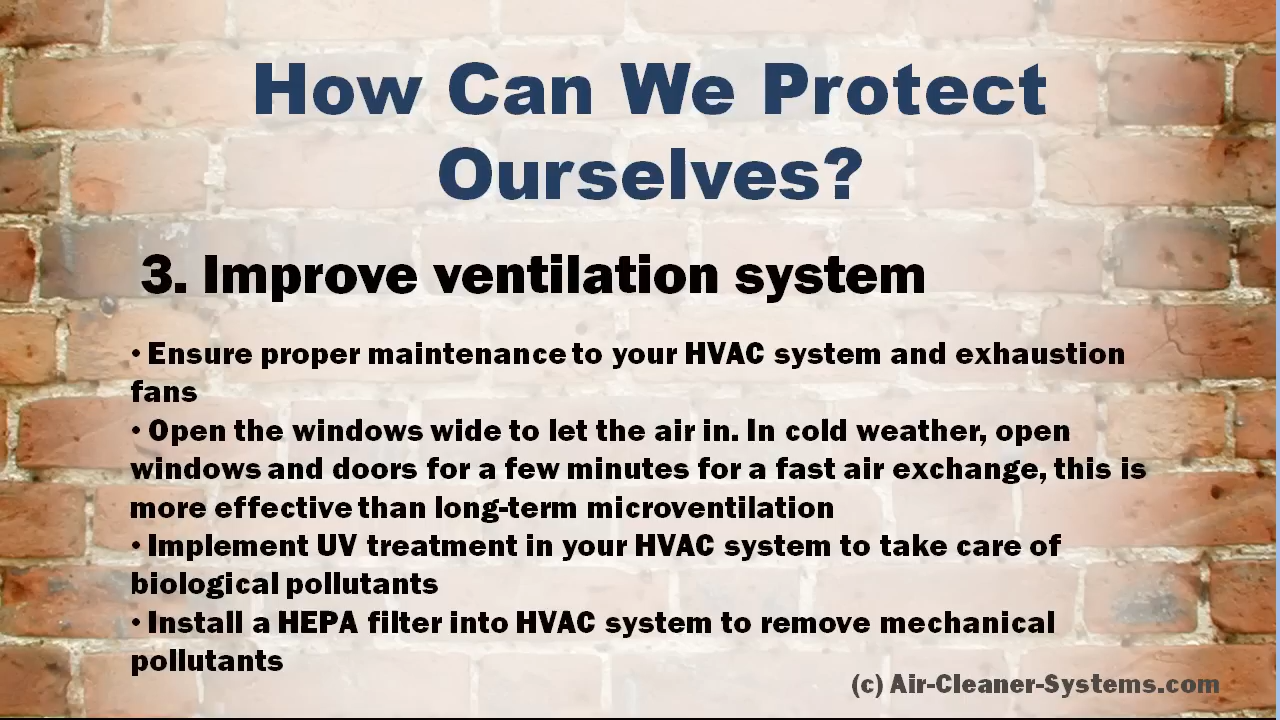 How Can We Protect
Ourselves?
3. Improve ventilation system
• Ensure proper maintenance to your HVAC system and exhaustion
fans
• Open the windows wide to let the air in. In cold weather, open
windows and doors for a few minutes for a fast air exchange, this is
more effective than long-term microventilation
• Implement UV treatment in your HVAC system to take care of
biological pollutants
• Install a HEPA filter into HVAC system to remove mechanical
pollutants
(c) Air-Cleaner-Systems.com